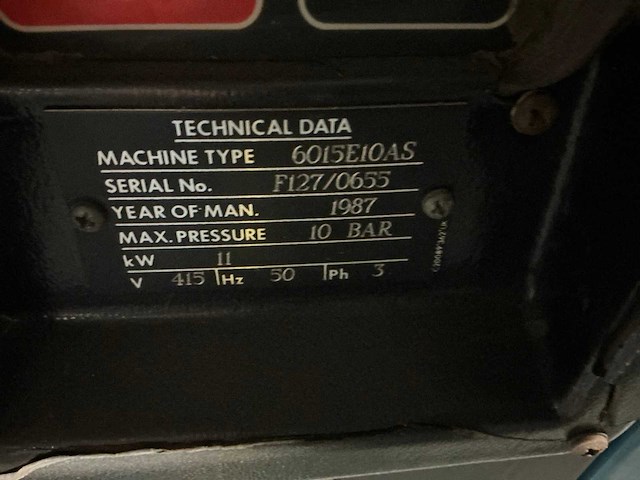 TECHNICAL DATA
MACHINE TYPE 6015E10AS
SERIAL No. F127/0655
YEAR OF MAN. 1987
MAX. PRESSURE 10 BAR
kW 11
V 415 Hz 50 Ph 3